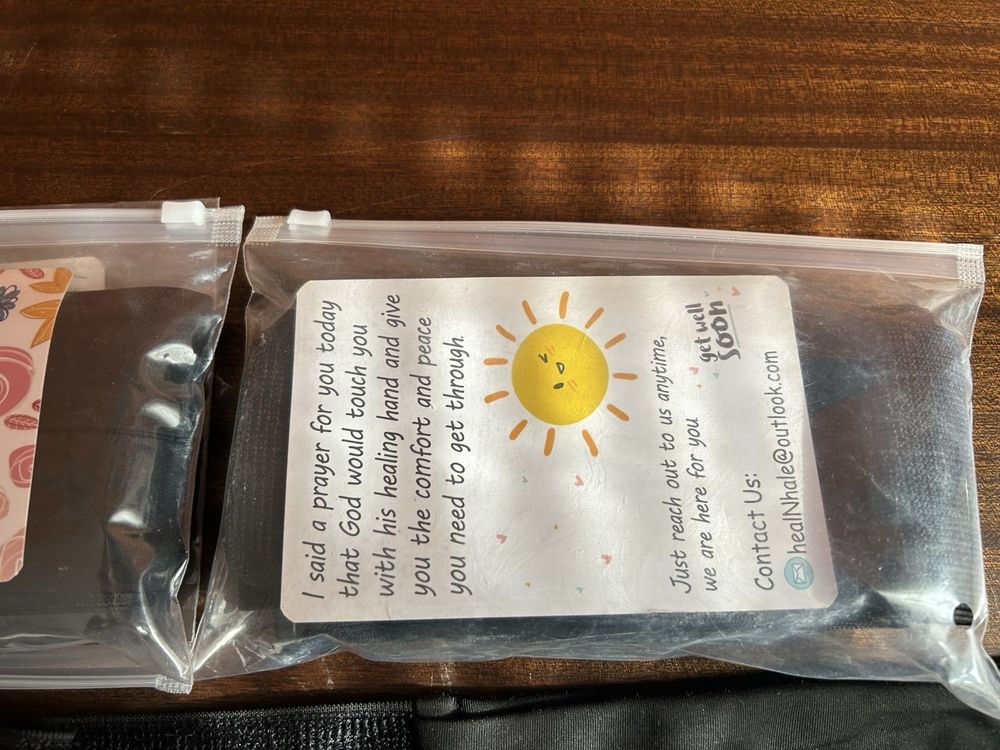 I said a prayer for you today
that God would touch you
with his healing hand and give
you the comfort and peace
you need to get through.
Just reach out to us anytime,
we are here for you
get well
soon
Contact Us:
healNhale@outlook.com